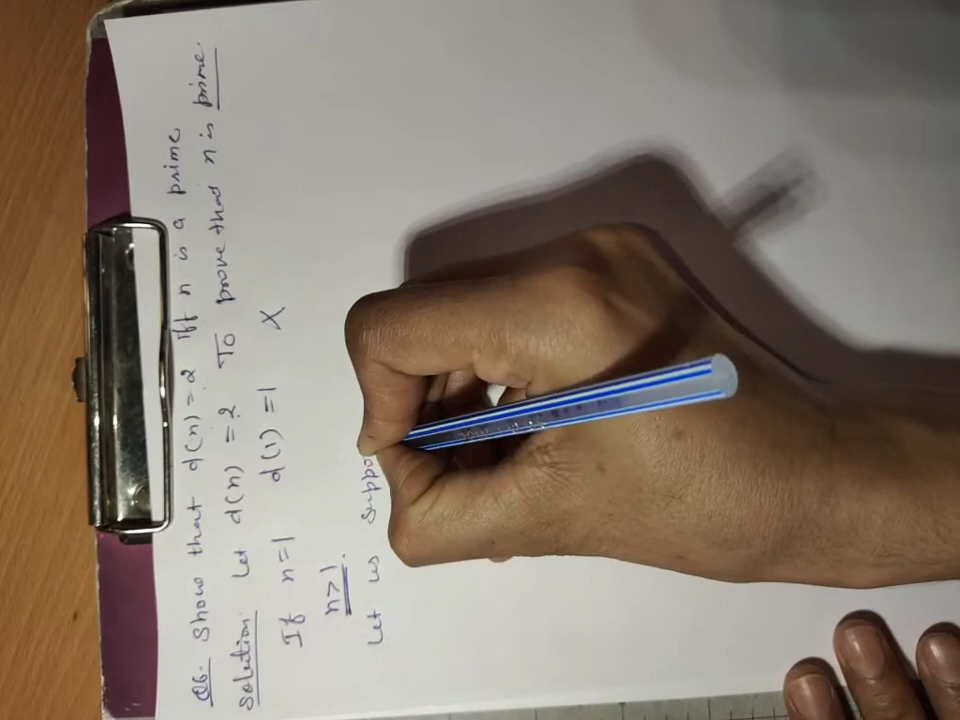 Q6. Show that d(n) = 2 iff n is a prime.
Solution. Let d(n) = 2 To prove that n is prime.
If n=1 d(1) = 1 X
n>1.
Let us suppo